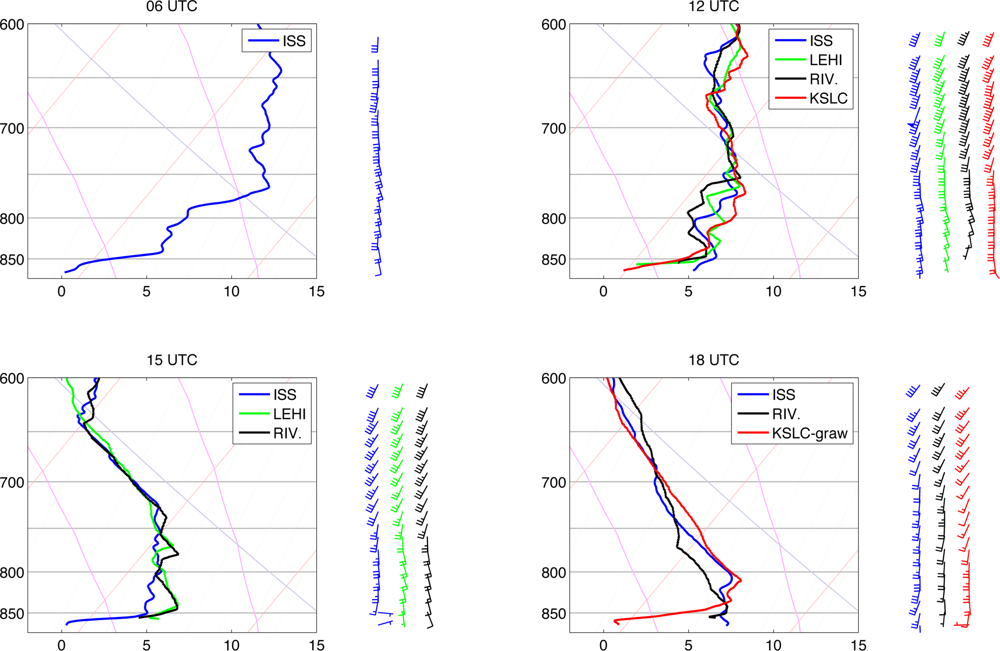 06 UTC
12 UTC
600
700
800
850
0 5 10 15
ISS
600
700
800
850
0 5 10 15
ISS
LEHI
RIV.
KSLC
15 UTC
18 UTC
600
700
800
850
0 5 10 15
ISS
LEHI
RIV.
600
700
800
850
0 5 10 15
ISS
RIV.
KSLC-graw